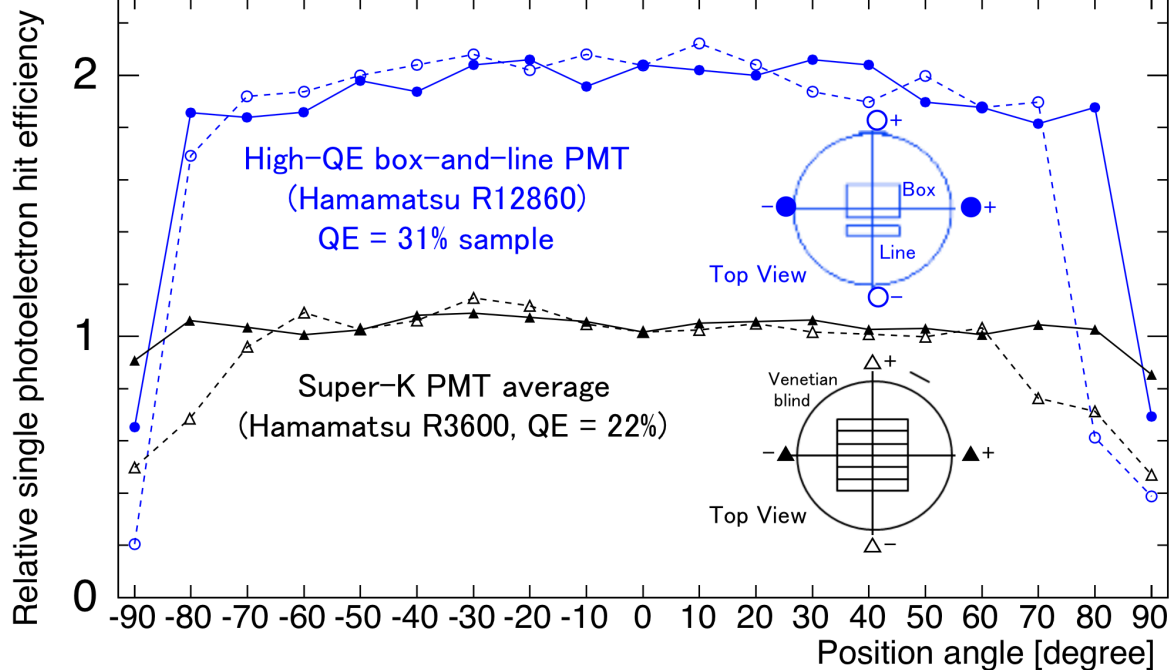 Relative single photoelectron hit efficiency
2
1
0
High-QE box-and-line PMT
(Hamamatsu R12860)
QE = 31% sample
+
Box
− +
Line
Top View
−
Super-K PMT average
(Hamamatsu R3600, QE = 22%)
+
Venetian
blind
− +
Top View
−
-90 -80 -70 -60 -50 -40 -30 -20 -10 0 10 20 30 40 50 60 70 80 90
Position angle [degree]